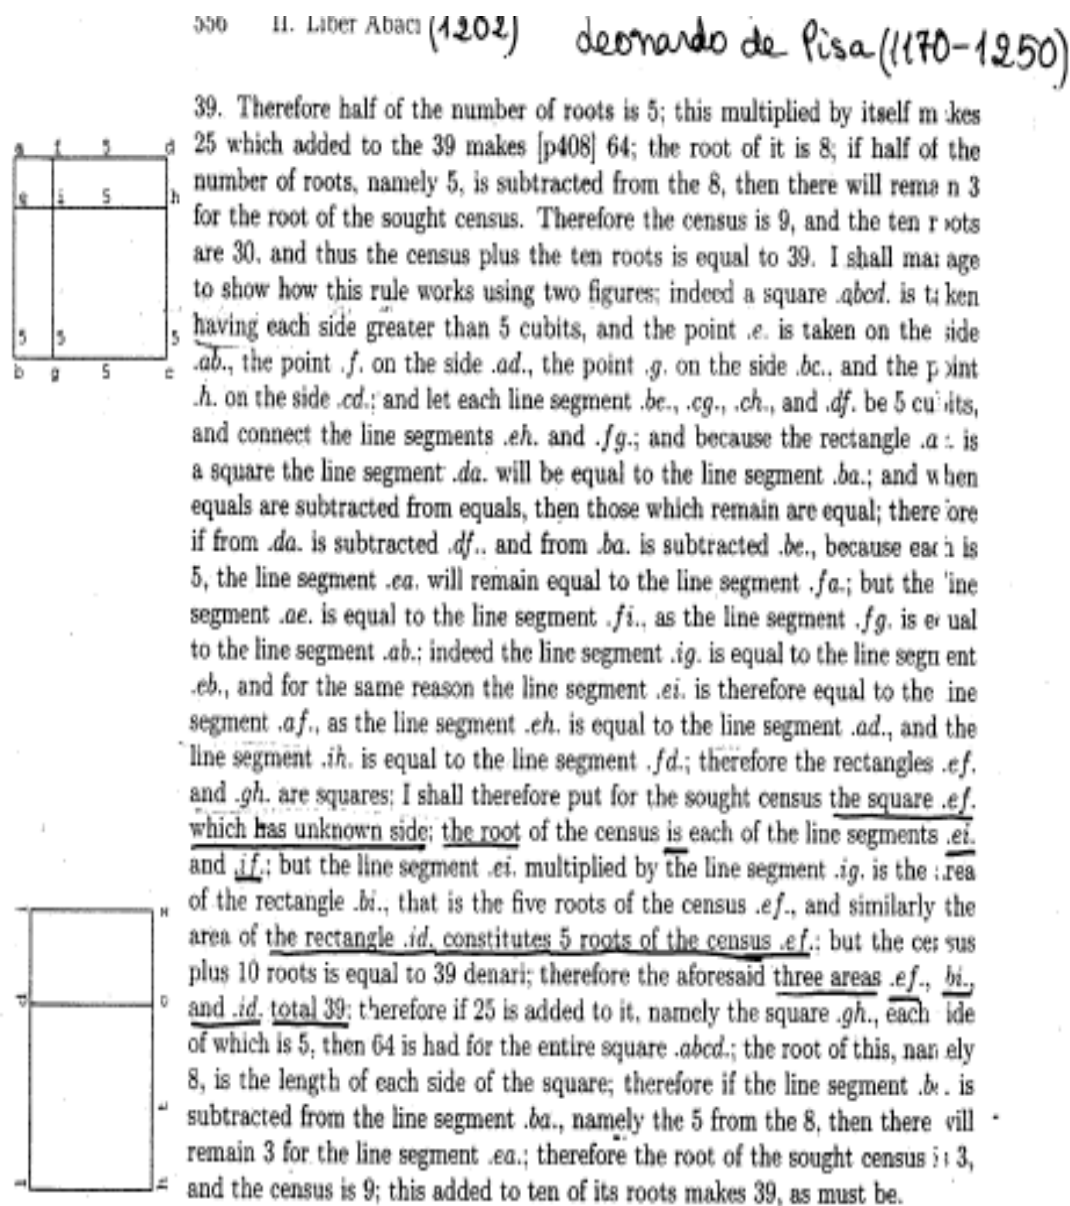 556 II. Liber Abaci (1202) Leonardo de Pisa (1170-1250)
39. Therefore half of the number of roots is 5; this multiplied by itself makes
25 which added to the 39 makes [p408] 64; the root of it is 8; if half of the
number of roots, namely 5, is subtracted from the 8, then there will remain 3
for the root of the sought census. Therefore the census is 9, and the ten roots
are 30, and thus the census plus the ten roots is equal to 39. I shall manage
to show how this rule works using two figures; indeed a square .abcd. is taken
having each side greater than 5 cubits, and the point .e. is taken on the side
.ab., the point .f. on the side .ad., the point .g. on the side .bc., and the point
.h. on the side .cd.; and let each line segment .be., .cg., .ch., and .df. be 5 cubits,
and connect the line segments .eh. and .fg.; and because the rectangle is
a square the line segment .da. will be equal to the line segment .ba.; and when
equals are subtracted from equals, then those which remain are equal; therefore
if from .da. is subtracted .df., and from .ba. is subtracted .be., because each is
5, the line segment .ea. will remain equal to the line segment .fa.; but the line
segment .ae. is equal to the line segment .fi., as the line segment .fg. is equal
to the line segment .ab.; indeed the line segment .ig. is equal to the line segment
.eb., and for the same reason the line segment .ei. is therefore equal to the line
segment .af., as the line segment .eh. is equal to the line segment .ad., and the
line segment .ih. is equal to the line segment .fd.; therefore the rectangles .ef.
and .gh. are squares; I shall therefore put for the sought census the square .ef.
which has unknown side; the root of the census is each of the line segments .ei.
and .if.; but the line segment .ei. multiplied by the line segment .ig. is the area
of the rectangle .bi., that is the five roots of the census .ef., and similarly the
area of the rectangle .id. constitutes 5 roots of the census .ef.; but the census
plus 10 roots is equal to 39 denari; therefore the aforesaid three areas .ef., bi.,
and .id. total 39; therefore if 25 is added to it, namely the square .gh., each side
of which is 5, then 64 is had for the entire square .abcd.; the root of this, namely
8, is the length of each side of the square; therefore if the line segment .be. is
subtracted from the line segment .ba., namely the 5 from the 8, then there will
remain 3 for the line segment .ea.; therefore the root of the sought census is 3,
and the census is 9; this added to ten of its roots makes 39, as must be.
a f 5 d
e i 5 h
5 5 5
b g 5 c